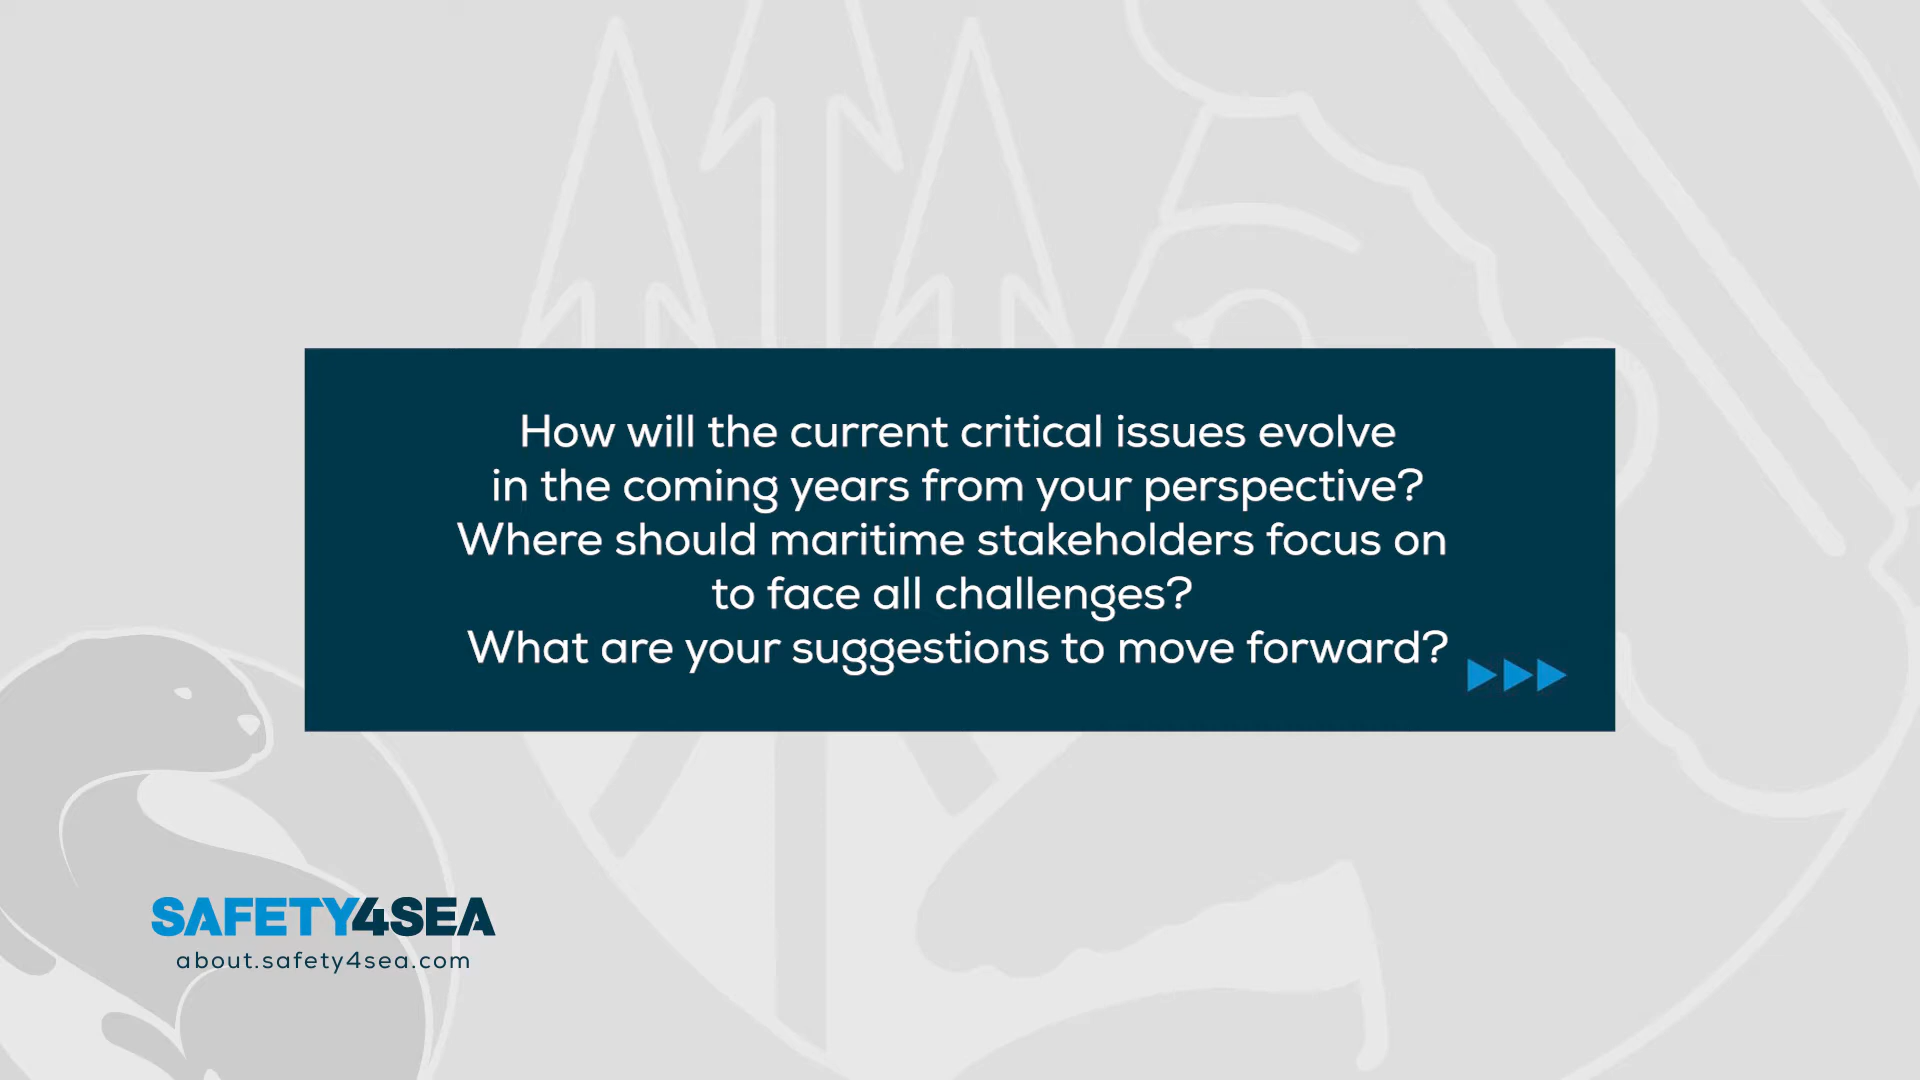 How will the current critical issues evolve
in the coming years from your perspective?
Where should maritime stakeholders focus on
to face all challenges?
What are your suggestions to move forward?
SAFETY4SEA
about.safety4sea.com